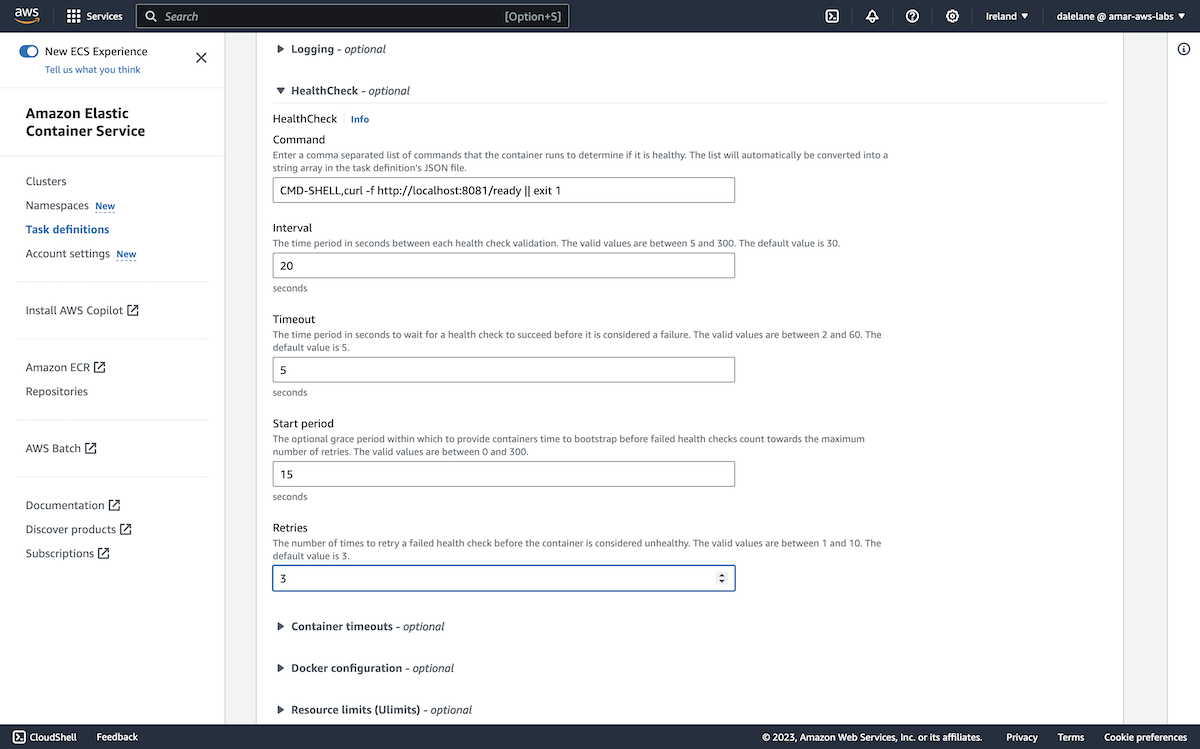 aws
Services
Search
[Option+S]
Ireland ▼
dalelane @ amar-aws-labs ▼
New ECS Experience
Tell us what you think
Amazon Elastic
Container Service
Clusters
Namespaces New
Task definitions
Account settings New
Install AWS Copilot
Amazon ECR
Repositories
AWS Batch
Documentation
Discover products
Subscriptions
Logging - optional
HealthCheck - optional
HealthCheck Info
Command
Enter a comma separated list of commands that the container runs to determine if it is healthy. The list will automatically be converted into a
string array in the task definition's JSON file.
CMD-SHELL,curl -f http://localhost:8081/ready || exit 1
Interval
The time period in seconds between each health check validation. The valid values are between 5 and 300. The default value is 30.
20
seconds
Timeout
The time period in seconds to wait for a health check to succeed before it is considered a failure. The valid values are between 2 and 60. The
default value is 5.
5
seconds
Start period
The optional grace period within which to provide containers time to bootstrap before failed health checks count towards the maximum
number of retries. The valid values are between 0 and 300.
15
seconds
Retries
The number of times to retry a failed health check before the container is considered unhealthy. The valid values are between 1 and 10. The
default value is 3.
3
Container timeouts - optional
Docker configuration - optional
Resource limits (Ulimits) - optional
CloudShell
Feedback
© 2023, Amazon Web Services, Inc. or its affiliates.
Privacy
Terms
Cookie preferences